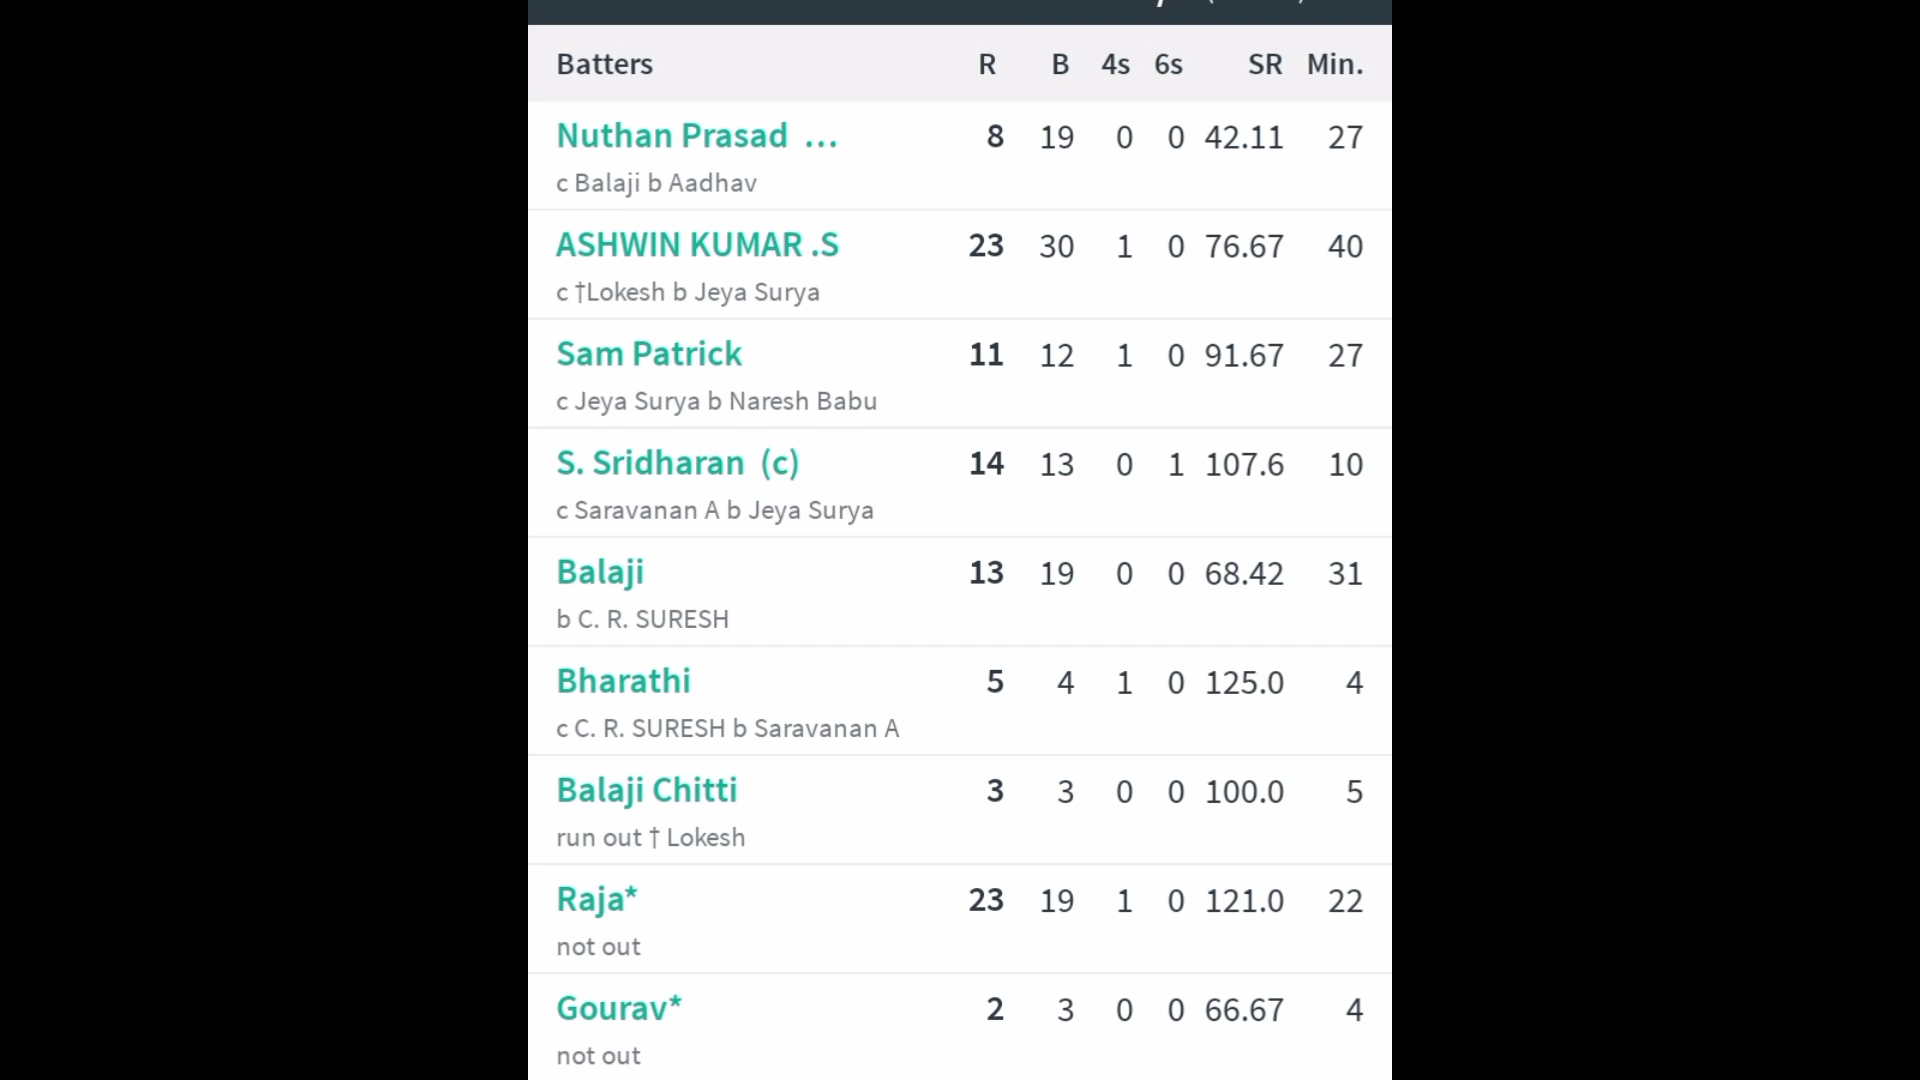 Batters R B 4s 6s SR Min.
Nuthan Prasad ... 8 19 0 0 42.11 27
c Balaji b Aadhav
ASHWIN KUMAR .S 23 30 1 0 76.67 40
c †Lokesh b Jeya Surya
Sam Patrick 11 12 1 0 91.67 27
c Jeya Surya b Naresh Babu
S. Sridharan (c) 14 13 0 1 107.6 10
c Saravanan A b Jeya Surya
Balaji 13 19 0 0 68.42 31
b C. R. SURESH
Bharathi 5 4 1 0 125.0 4
c C. R. SURESH b Saravanan A
Balaji Chitti 3 3 0 0 100.0 5
run out † Lokesh
Raja* 23 19 1 0 121.0 22
not out
Gourav* 2 3 0 0 66.67 4
not out